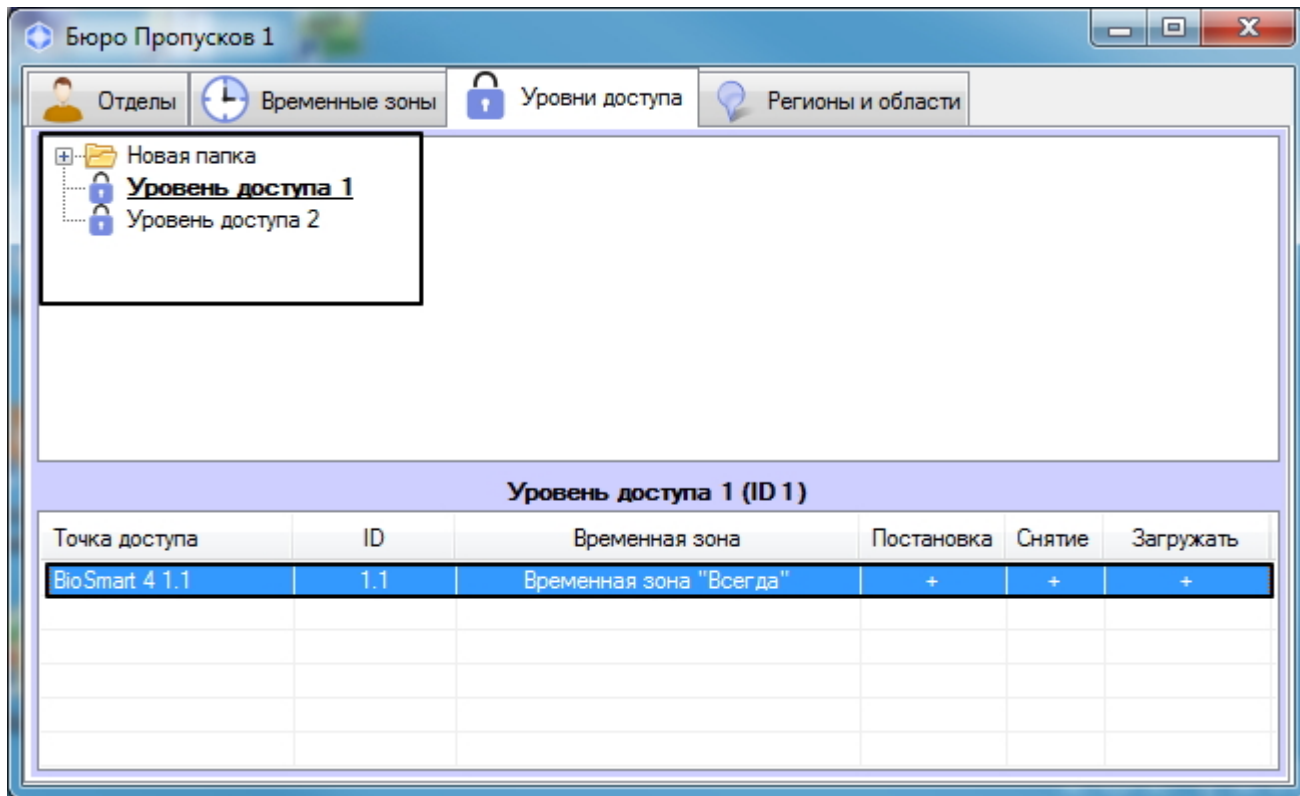 Бюро Пропусков 1
Отделы Временные зоны Уровни доступа Регионы и области
Новая папка
Уровень доступа 1
Уровень доступа 2
Уровень доступа 1 (ID 1)
Точка доступа ID Временная зона Постановка Снятие Загружать
BioSmart 4 1.1 1.1 Временная зона "Всегда" + + +